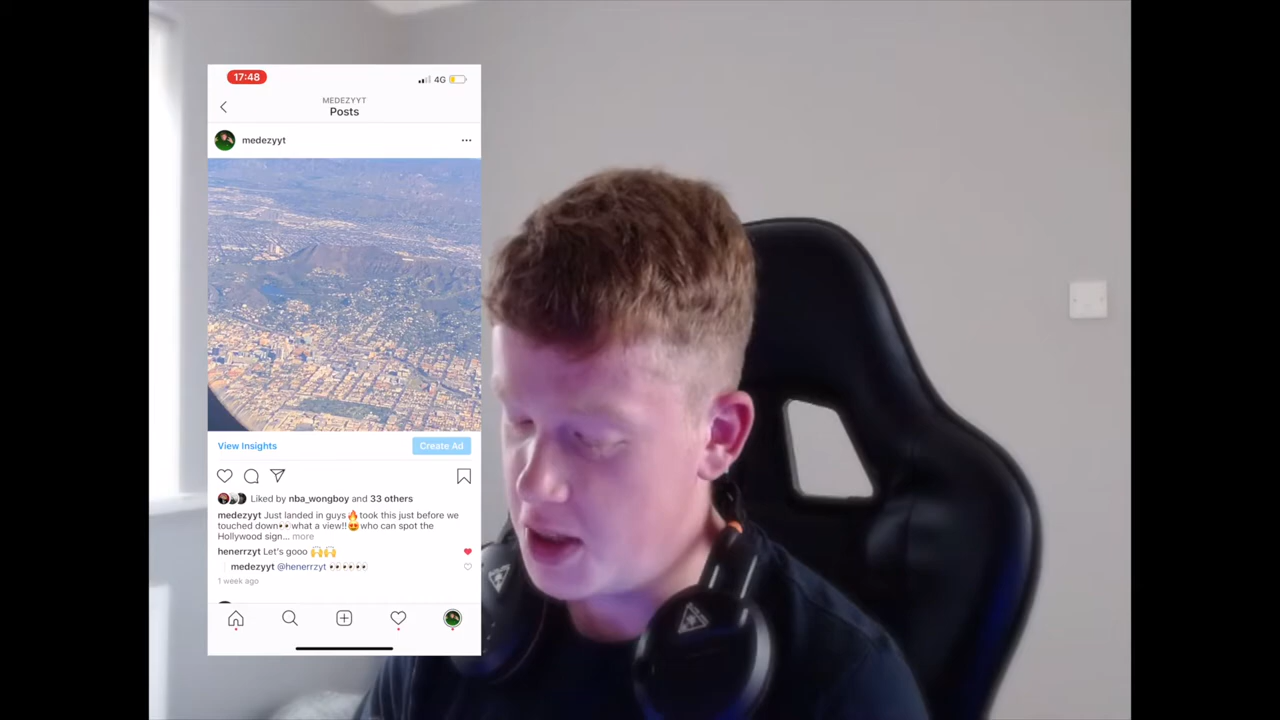 17:48
4G
MEDEZYYT
Posts
medezyyt
View Insights
Create Ad
Liked by nba_wongboy and 33 others
medezyyt Just landed in guys🔥took this just before we
touched down👀what a view!!😍who can spot the
Hollywood sign... more
henerrzyt Let's gooo 🙌🙌
medezyyt @henerrzyt 👀👀👀
1 week ago